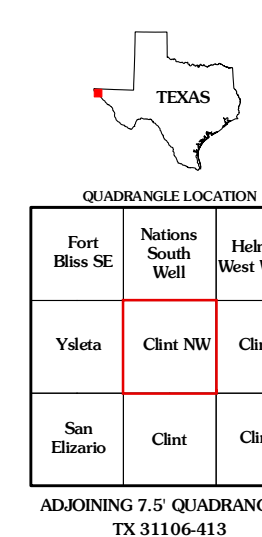 TEXAS
QUADRANGLE LOCATION
Fort
Bliss SE
Nations
South
Well
West
Ysleta
Clint NW
San
Elizario
Clint
ADJOINING 7.5'
TX 31106-413